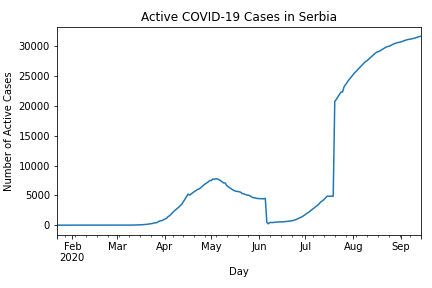 Active COVID-19 Cases in Serbia
Number of Active Cases
30000
25000
20000
15000
10000
5000
0
Feb
2020
Mar
Apr
May
Jun
Jul
Aug
Sep
Day